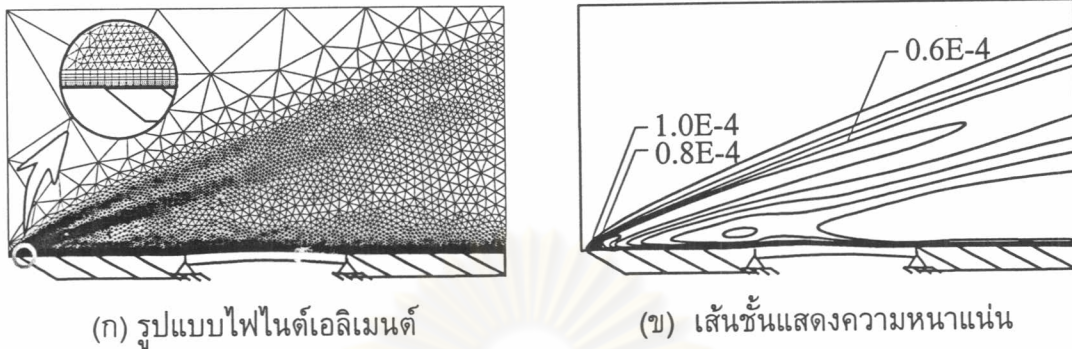 0.6E-4
1.0E-4
0.8E-4
(ก) รูปแบบไฟไนต์เอลิเมนต์
(ข) เส้นชั้นแสดงความหนาแน่น